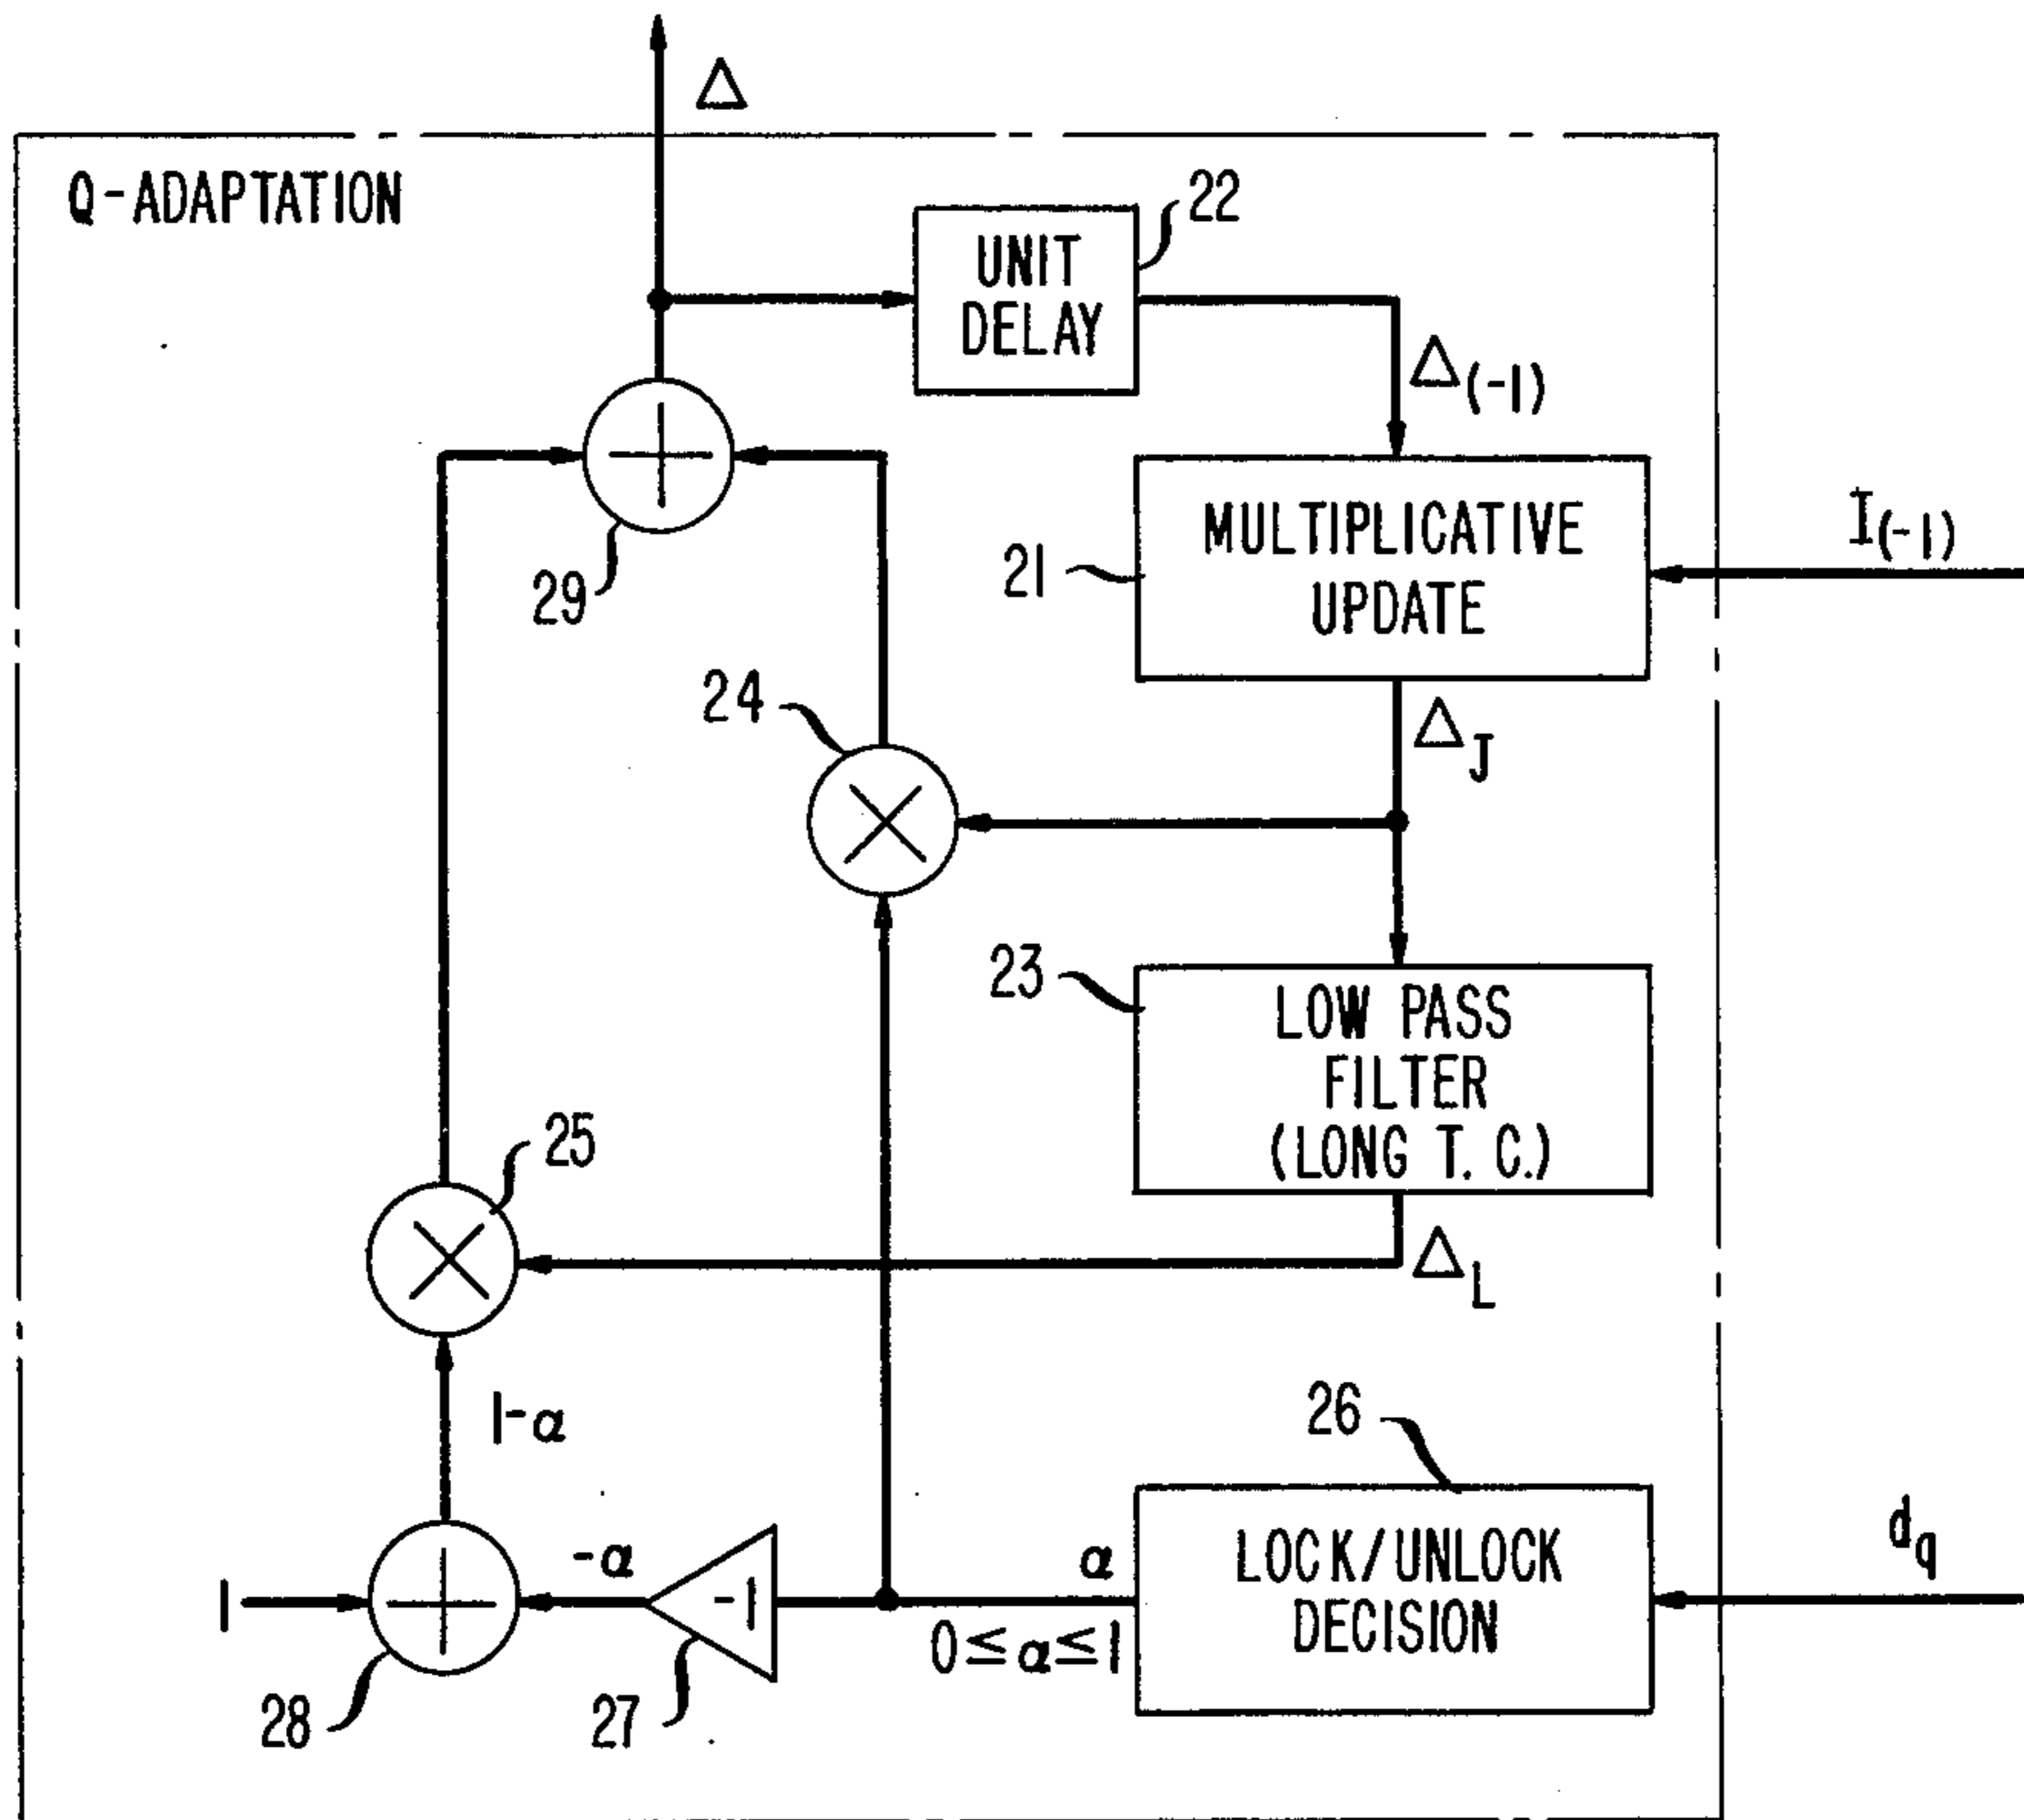 Δ
Q-ADAPTATION
22
UNIT
DELAY
Δ(-1)
29
21
MULTIPLICATIVE
UPDATE
I(-1)
24
ΔJ
23
LOW PASS
FILTER
(LONG T. C.)
25
ΔL
1-α
26
1
-α
-1
α
0≤α≤1
LOCK/UNLOCK
DECISION
dq
28
27